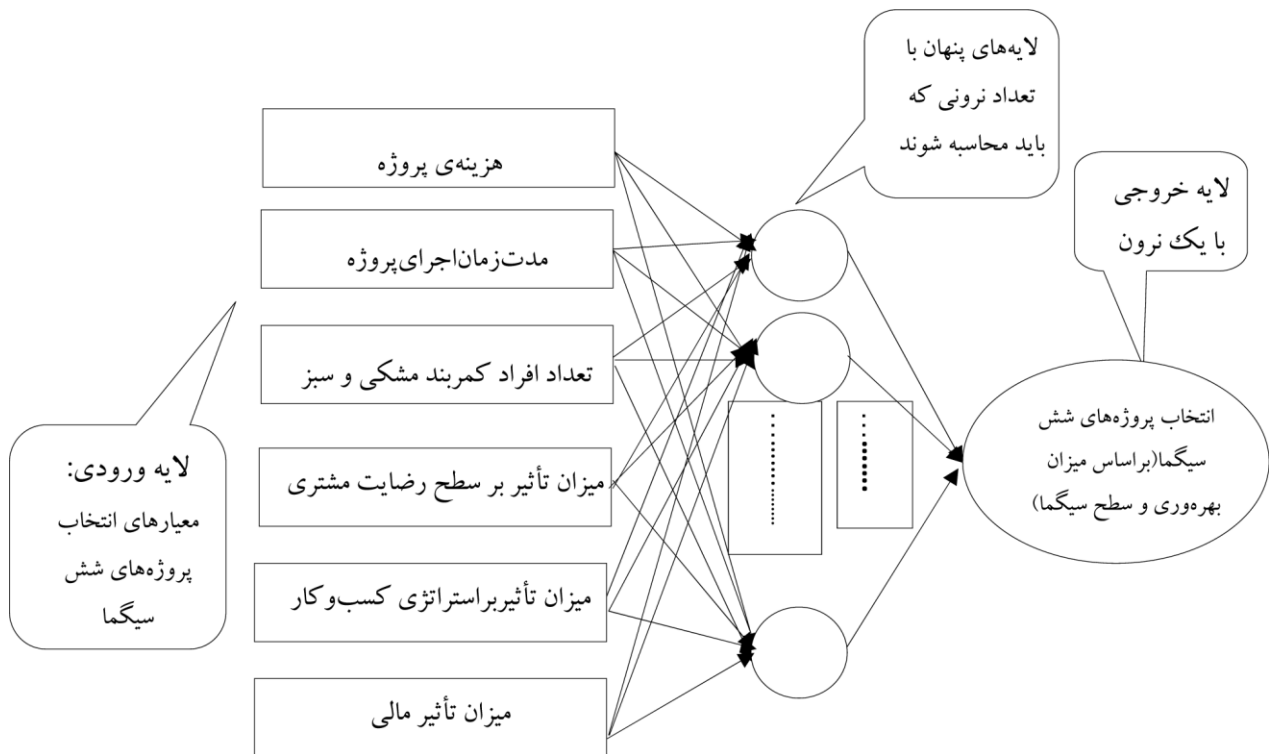 لایه‌های پنهان با
تعداد نرونی که
باید محاسبه شوند
لایه خروجی
با یک نرون
هزینه‌ی پروژه
مدت‌زمان‌اجرای‌پروژه
تعداد افراد کمربند مشکی و سبز
میزان تأثیر بر سطح رضایت مشتری
میزان تأثیربراستراتژی کسب‌و‌کار
میزان تأثیر مالی
لایه ورودی:
معیارهای انتخاب
پروژه‌های شش
سیگما
انتخاب پروژه‌های شش
سیگما(براساس میزان
بهره‌وری و سطح سیگما)